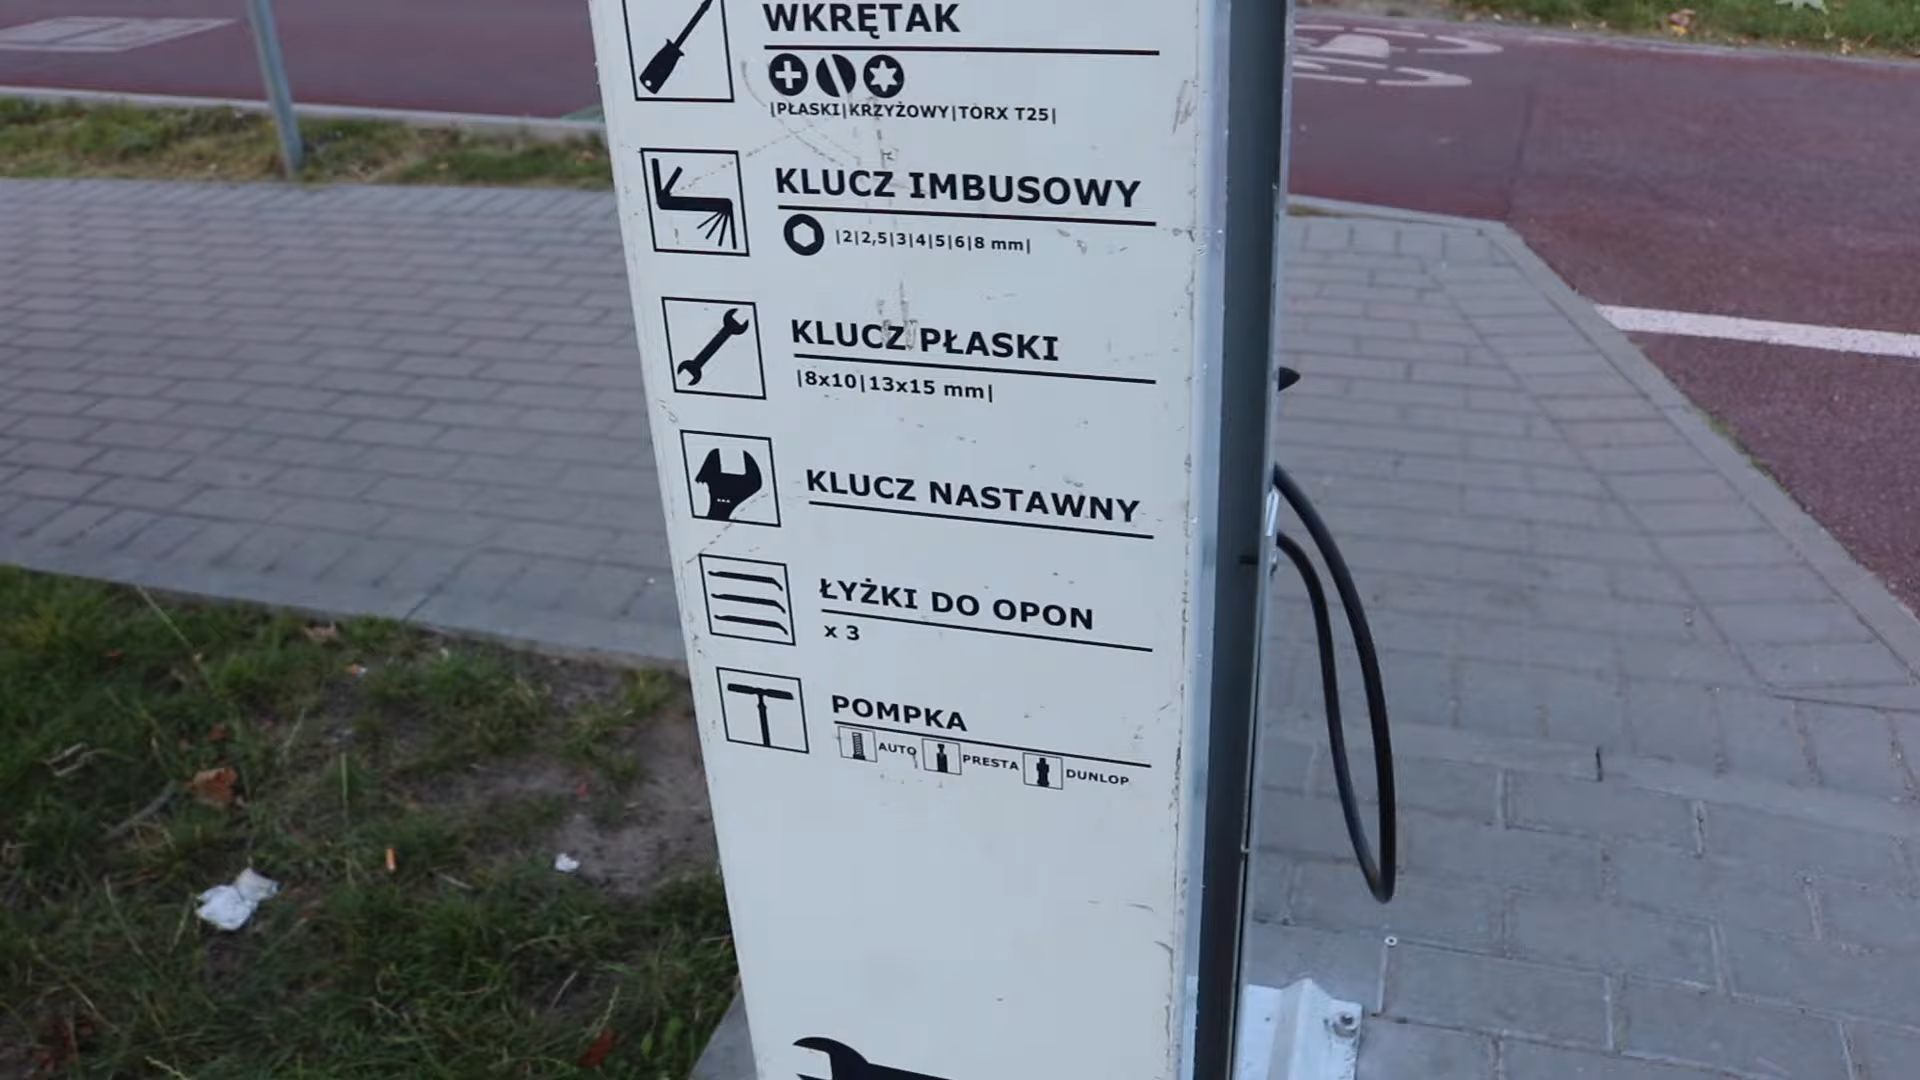 WKRĘTAK
|PŁASKI|KRZYŻOWY|TORX T25|
KLUCZ IMBUSOWY
|2|2,5|3|4|5|6|8 mm|
KLUCZ PŁASKI
|8x10|13x15 mm|
KLUCZ NASTAWNY
ŁYŻKI DO OPON
x 3
POMPKA
AUTO PRESTA DUNLOP